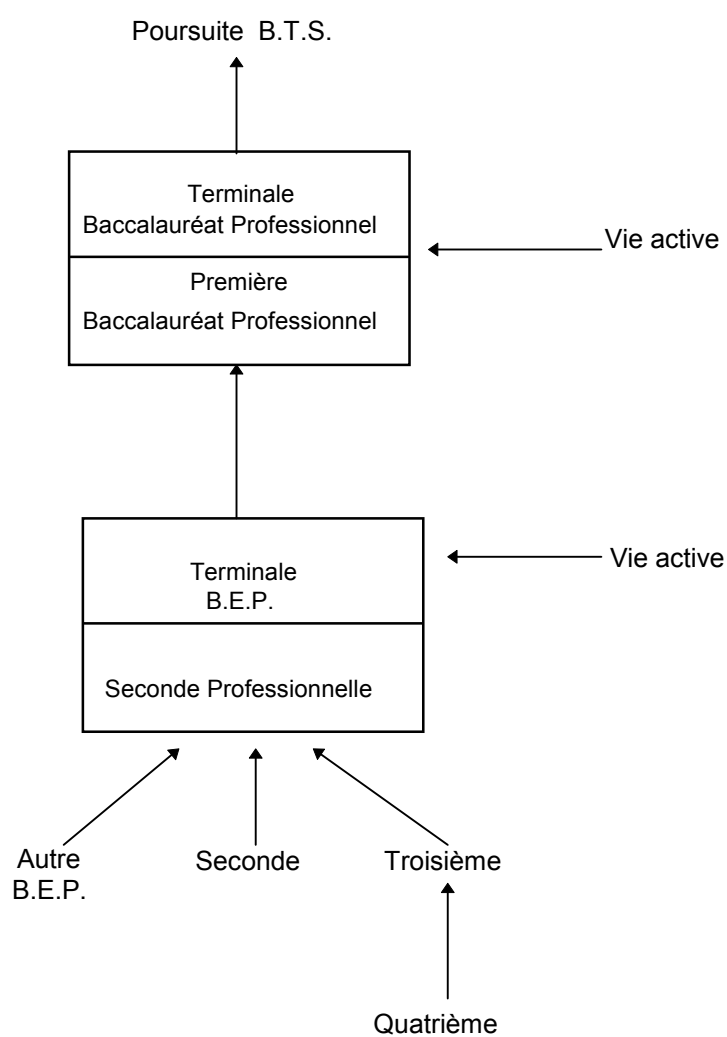 Poursuite B.T.S.
Terminale
Baccalauréat Professionnel
Vie active
Première
Baccalauréat Professionnel
Terminale
B.E.P.
Vie active
Seconde Professionnelle
Autre
B.E.P.
Seconde
Troisième
Quatrième